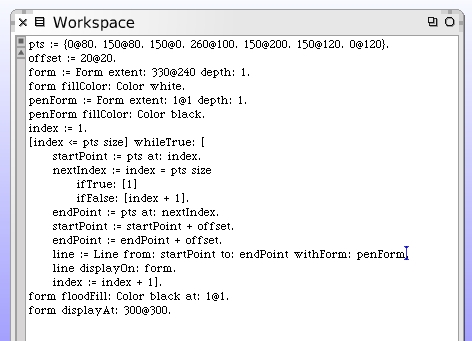 Workspace
pts := {0@80. 150@80. 150@0. 260@100. 150@200. 150@120. 0@120}.
offset := 20@20.
form := Form extent: 330@240 depth: 1.
form fillColor: Color white.
penForm := Form extent: 1@1 depth: 1.
penForm fillColor: Color black.
index := 1.
[index <= pts size] whileTrue: [
startPoint := pts at: index.
nextIndex := index = pts size
ifTrue: [1]
ifFalse: [index + 1].
endPoint := pts at: nextIndex.
startPoint := startPoint + offset.
endPoint := endPoint + offset.
line := Line from: startPoint to: endPoint withForm: penForm.
line displayOn: form.
index := index + 1].
form floodFill: Color black at: 1@1.
form displayAt: 300@300.